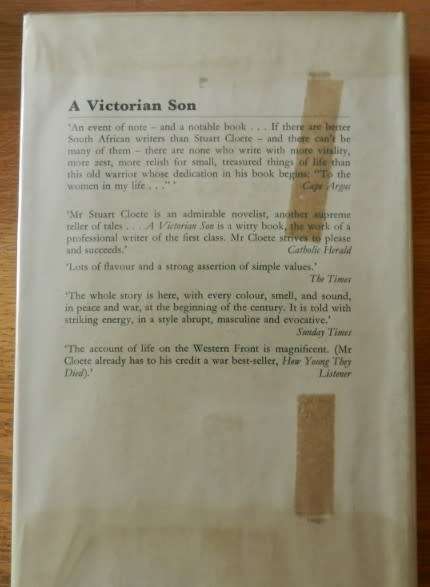 A Victorian Son
'An event of note – and a notable book . . . If there are better
South African writers than Stuart Cloete – and there can't be
many of them – there are none who write with more vitality,
more zest, more relish for small, treasured things of life than
this old warrior whose dedication in his book begins: "To the
women in my life . . ." ' Cape Argus
'Mr Stuart Cloete is an admirable novelist, another supreme
teller of tales . . . A Victorian Son is a witty book, the work of a
professional writer of the first class. Mr Cloete strives to please
and succeeds.' Catholic Herald
'Lots of flavour and a strong assertion of simple values.'
The Times
'The whole story is here, with every colour, smell, and sound,
in peace and war, at the beginning of the century. It is told with
striking energy, in a style abrupt, masculine and evocative.'
Sunday Times
'The account of life on the Western Front is magnificent. (Mr
Cloete already has to his credit a war best-seller, How Young They
Died).' Listener